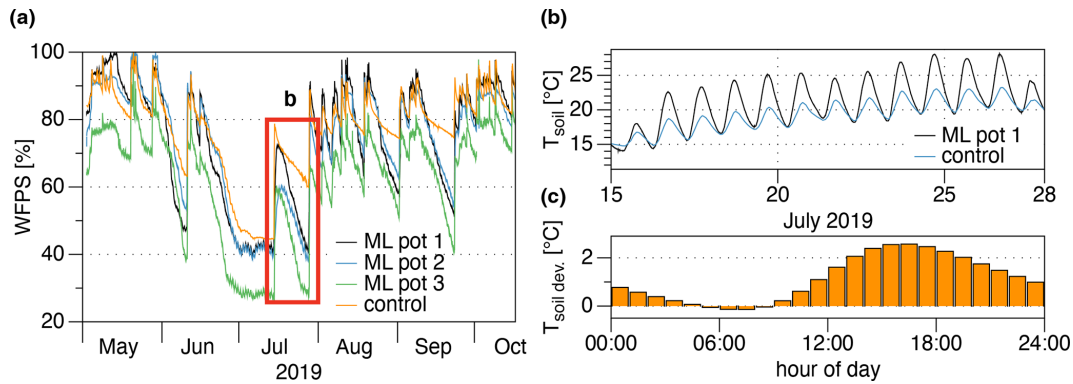 (a)
WFPS [%]
100
80
60
40
20
b
ML pot 1
ML pot 2
ML pot 3
control
May Jun Jul Aug Sep Oct
2019
(b)
T soil [°C]
25
20
15
ML pot 1
control
15 20 25 28
July 2019
(c)
T soil dev. [°C]
2
0
00:00 06:00 12:00 18:00 24:00
hour of day